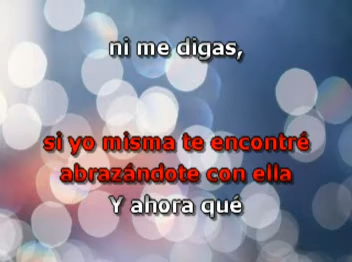 ni me digas,
si yo misma te encontré
abrazándote con ella
Y ahora qué